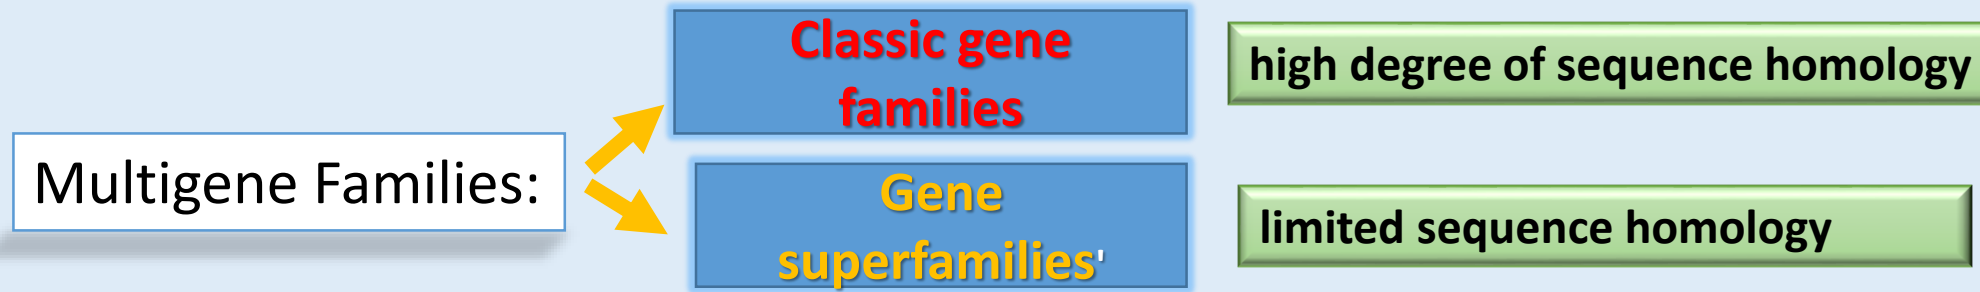 Classic gene
families
high degree of sequence homology
Multigene Families:
Gene
superfamilies'
limited sequence homology